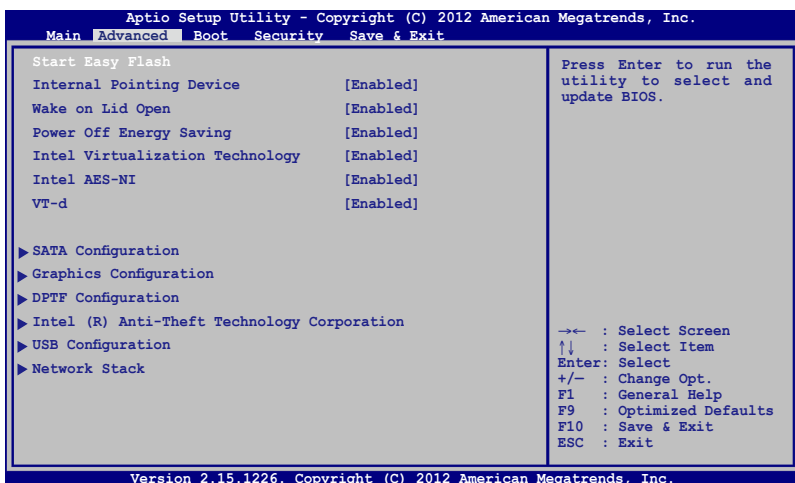 Aptio Setup Utility - Copyright (C) 2012 American Megatrends, Inc.
Main Advanced Boot Security Save & Exit
Start Easy Flash
Internal Pointing Device [Enabled]
Wake on Lid Open [Enabled]
Power Off Energy Saving [Enabled]
Intel Virtualization Technology [Enabled]
Intel AES-NI [Enabled]
VT-d [Enabled]
▶ SATA Configuration
▶ Graphics Configuration
▶ DPTF Configuration
▶ Intel (R) Anti-Theft Technology Corporation
▶ USB Configuration
▶ Network Stack
Press Enter to run the
utility to select and
update BIOS.
→← : Select Screen
↑↓ : Select Item
Enter: Select
+/— : Change Opt.
F1 : General Help
F9 : Optimized Defaults
F10 : Save & Exit
ESC : Exit
Version 2.15.1226. Copyright (C) 2012 American Megatrends, Inc.